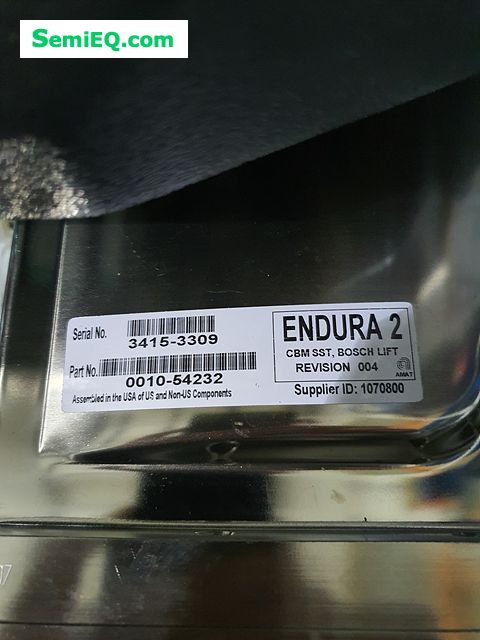 SemiEQ.com
Serial No.
3415-3309
Part No.
0010-54232
Assembled in the USA of US and Non-US Components
ENDURA 2
CBM SST, BOSCH LIFT
REVISION 004
AMAT
Supplier ID: 1070800